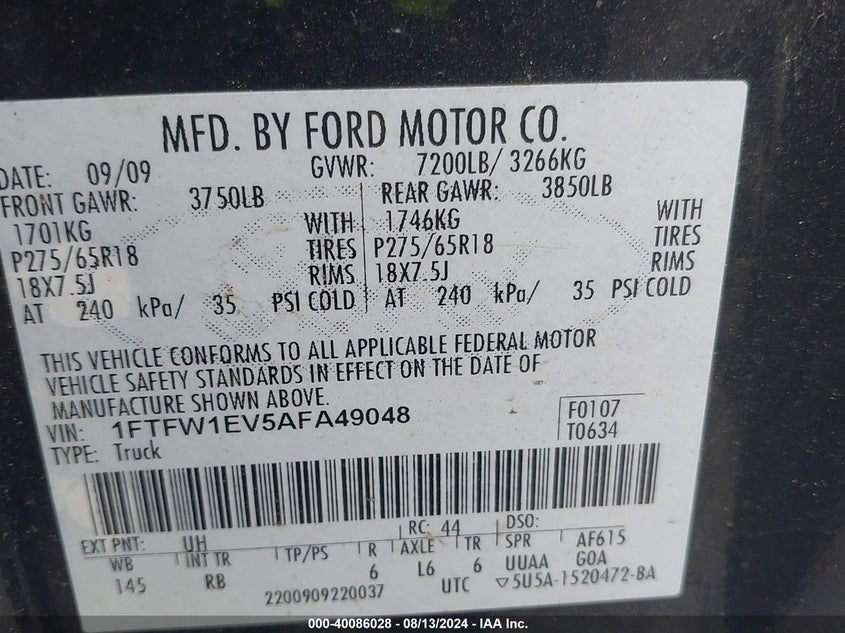 MFD. BY FORD MOTOR CO.
DATE: 09/09 GVWR: 7200LB/ 3266KG
FRONT GAWR: 3750LB REAR GAWR: 3850LB
1701KG WITH 1746KG WITH
P275/65R18 TIRES P275/65R18 TIRES
18X7.5J RIMS 18X7.5J RIMS
AT 240 kPa/ 35 PSI COLD AT 240 kPa/ 35 PSI COLD
THIS VEHICLE CONFORMS TO ALL APPLICABLE FEDERAL MOTOR
VEHICLE SAFETY STANDARDS IN EFFECT ON THE DATE OF
MANUFACTURE SHOWN ABOVE.
VIN: 1FTFW1EV5AFA49048 F0107
TYPE: Truck T0634
EXT PNT: UH RC: 44 DSO:
WB INT TR TP/PS R AXLE TR SPR AF615
145 RB 6 L6 6 UUAA GOA
2200909220037 UTC ▽5U5A-1520472-BA
000-40086028 - 08/13/2024 - IAA Inc.